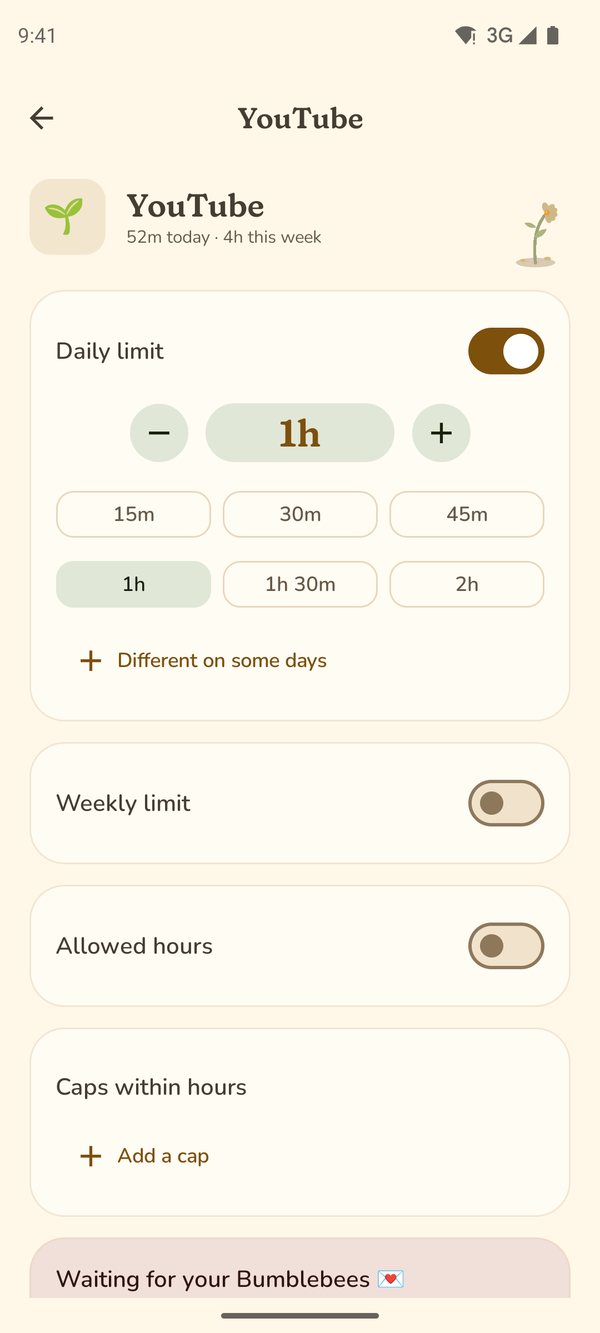 9:41
3G
YouTube
YouTube
52m today · 4h this week
Daily limit
1h
15m
30m
45m
1h
1h 30m
2h
Different on some days
Weekly limit
Allowed hours
Caps within hours
Add a cap
Waiting for your Bumblebees 💌